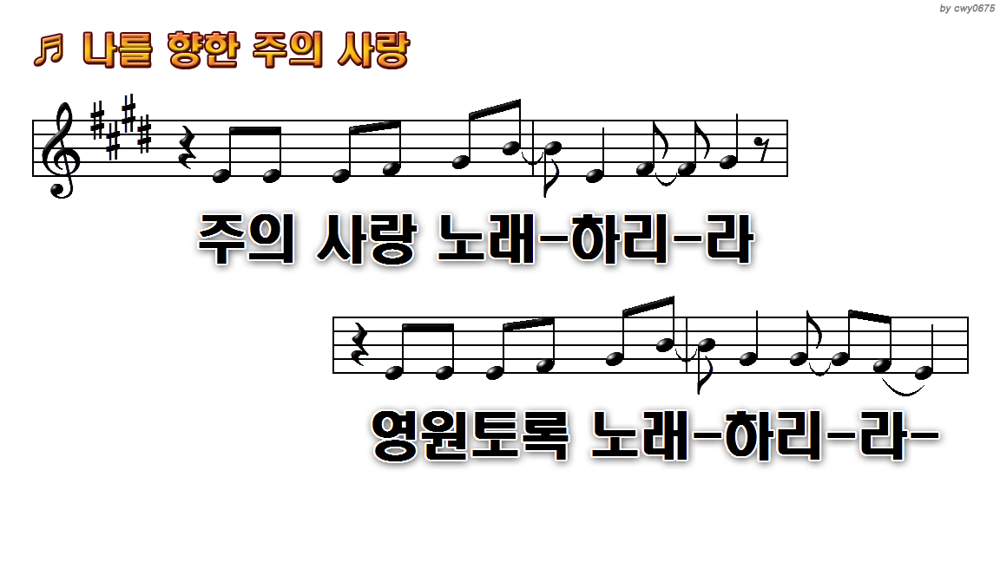 by cwy0675
♬ 나를 향한 주의 사랑
주의 사랑 노래-하리-라
영원토록 노래-하리-라-